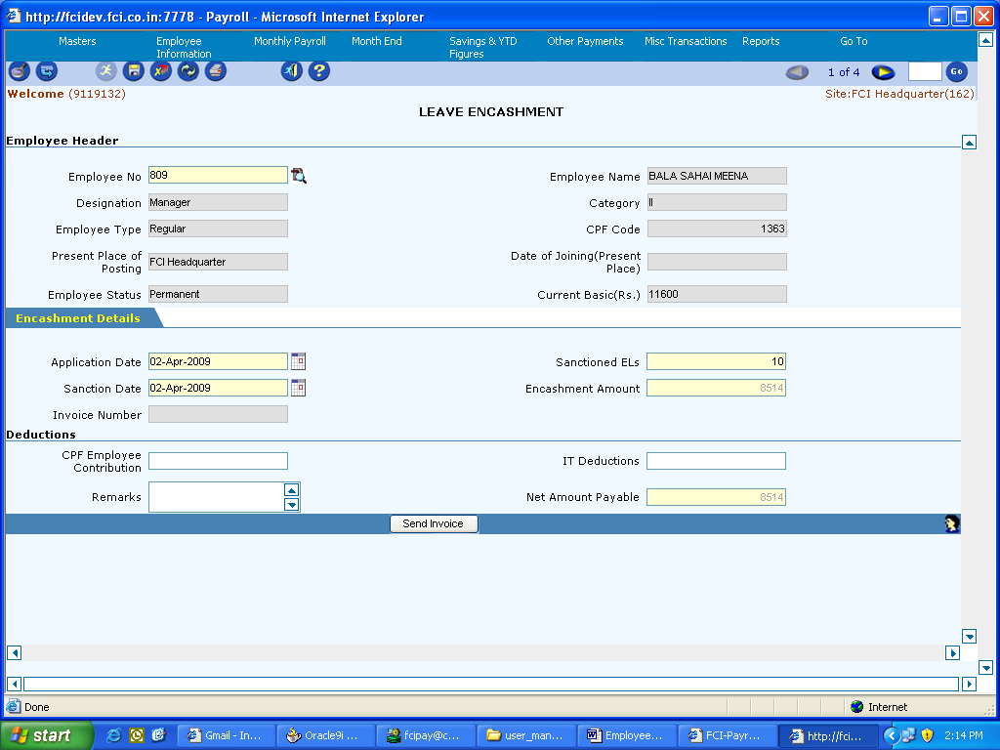 http://fcidev.fci.co.in:7778 - Payroll - Microsoft Internet Explorer
Masters Employee Information Monthly Payroll Month End Savings & YTD Figures Other Payments Misc Transactions Reports Go To
1 of 4 Go
Welcome (9119132) Site:FCI Headquarter(162)
LEAVE ENCASHMENT
Employee Header
Employee No 809 Employee Name BALA SAHAI MEENA
Designation Manager Category II
Employee Type Regular CPF Code 1363
Present Place of Posting FCI Headquarter Date of Joining(Present Place)
Employee Status Permanent Current Basic(Rs.) 11600
Encashment Details
Application Date 02-Apr-2009 Sanctioned ELs 10
Sanction Date 02-Apr-2009 Encashment Amount 8514
Invoice Number
Deductions
CPF Employee Contribution IT Deductions
Remarks Net Amount Payable 8514
Send Invoice
Done Internet
start Gmail - In... Oracle9i ... fcipay@c... user_man... Employee... FCI-Payr... http://fci... 2:14 PM